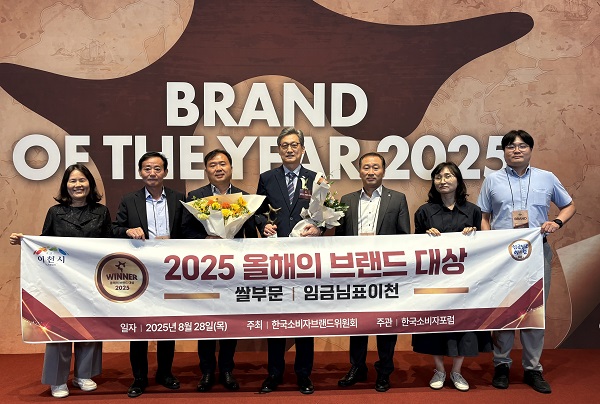 BRAND
OF THE YEAR 2025
이천시
WINNER
2025
2025 올해의 브랜드 대상
쌀부문 | 임금님표이천
일자 | 2025년 8월 28일(목) 주최 | 한국소비자브랜드위원회 주관 | 한국소비자포럼